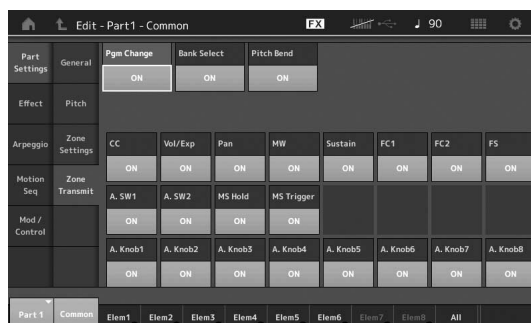 Edit - Part1 - Common FX ♩ 90
Part Settings General Pgm Change Bank Select Pitch Bend
ON ON ON
Effect Pitch
Arpeggio Zone Settings CC Vol/Exp Pan MW Sustain FC1 FC2 FS
ON ON ON ON ON ON ON ON
Motion Seq Zone Transmit A. SW1 A. SW2 MS Hold MS Trigger
ON ON ON ON
Mod / Control
A. Knob1 A. Knob2 A. Knob3 A. Knob4 A. Knob5 A. Knob6 A. Knob7 A. Knob8
ON ON ON ON ON ON ON ON
Part 1 Common Elem1 Elem2 Elem3 Elem4 Elem5 Elem6 Elem7 Elem8 All